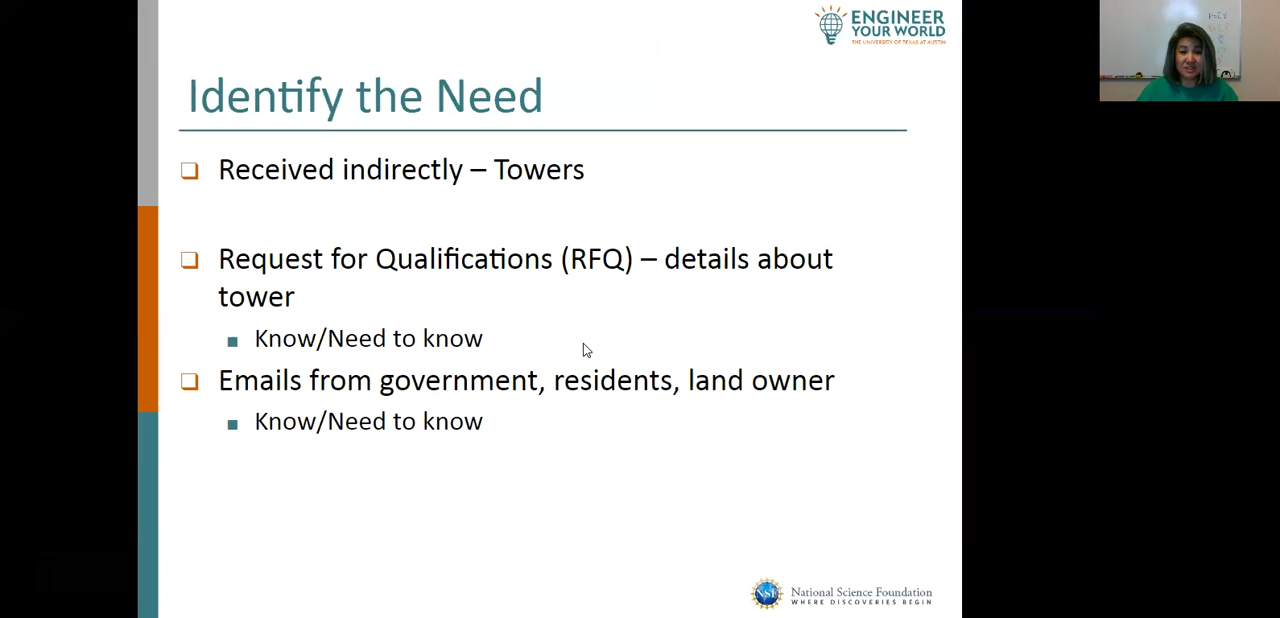 ENGINEER
YOUR WORLD
THE UNIVERSITY OF TEXAS AT AUSTIN
Identify the Need
Received indirectly – Towers
Request for Qualifications (RFQ) – details about
tower
Know/Need to know
Emails from government, residents, land owner
Know/Need to know
NSF
National Science Foundation
WHERE DISCOVERIES BEGIN